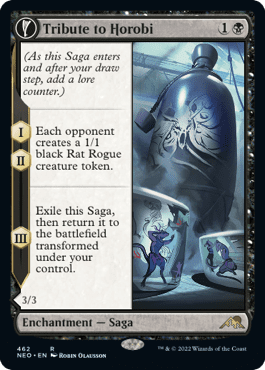 Tribute to Horobi 1
(As this Saga enters
and after your draw
step, add a lore
counter.)
I
II
Each opponent
creates a 1/1
black Rat Rogue
creature token.
III
Exile this Saga,
then return it to
the battlefield
transformed
under your
control.
3/3
Enchantment — Saga
462 R
NEO • EN Robin Olausson
™ & © 2022 Wizards of the Coast